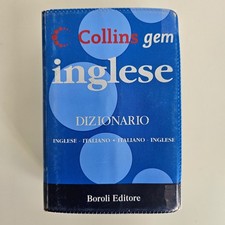 Collins gem
inglese
DIZIONARIO
INGLESE - ITALIANO • ITALIANO - INGLESE
Boroli Editore